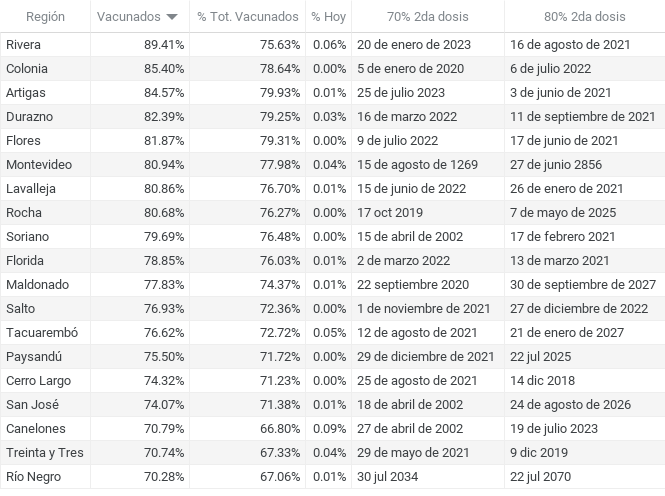 Región Vacunados % Tot. Vacunados % Hoy 70% 2da dosis 80% 2da dosis
Rivera 89.41% 75.63% 0.06% 20 de enero de 2023 16 de agosto de 2021
Colonia 85.40% 78.64% 0.00% 5 de enero de 2020 6 de julio 2022
Artigas 84.57% 79.93% 0.01% 25 de julio 2023 3 de junio de 2021
Durazno 82.39% 79.25% 0.03% 16 de marzo 2022 11 de septiembre de 2021
Flores 81.87% 79.31% 0.00% 9 de julio 2022 17 de junio de 2021
Montevideo 80.94% 77.98% 0.04% 15 de agosto de 1269 27 de junio 2856
Lavalleja 80.86% 76.70% 0.01% 15 de junio de 2022 26 de enero de 2021
Rocha 80.68% 76.27% 0.00% 17 oct 2019 7 de mayo de 2025
Soriano 79.69% 76.48% 0.00% 15 de abril de 2002 17 de febrero 2021
Florida 78.85% 76.03% 0.01% 2 de marzo 2022 13 de marzo 2021
Maldonado 77.83% 74.37% 0.01% 22 septiembre 2020 30 de septiembre de 2027
Salto 76.93% 72.36% 0.00% 1 de noviembre de 2021 27 de diciembre de 2022
Tacuarembó 76.62% 72.72% 0.05% 12 de agosto de 2021 21 de enero de 2027
Paysandú 75.50% 71.72% 0.00% 29 de diciembre de 2021 22 jul 2025
Cerro Largo 74.32% 71.23% 0.00% 25 de agosto de 2021 14 dic 2018
San José 74.07% 71.38% 0.01% 18 de abril de 2002 24 de agosto de 2026
Canelones 70.79% 66.80% 0.09% 27 de abril de 2002 19 de julio 2023
Treinta y Tres 70.74% 67.33% 0.04% 29 de mayo de 2021 9 dic 2019
Río Negro 70.28% 67.06% 0.01% 30 jul 2034 22 jul 2070